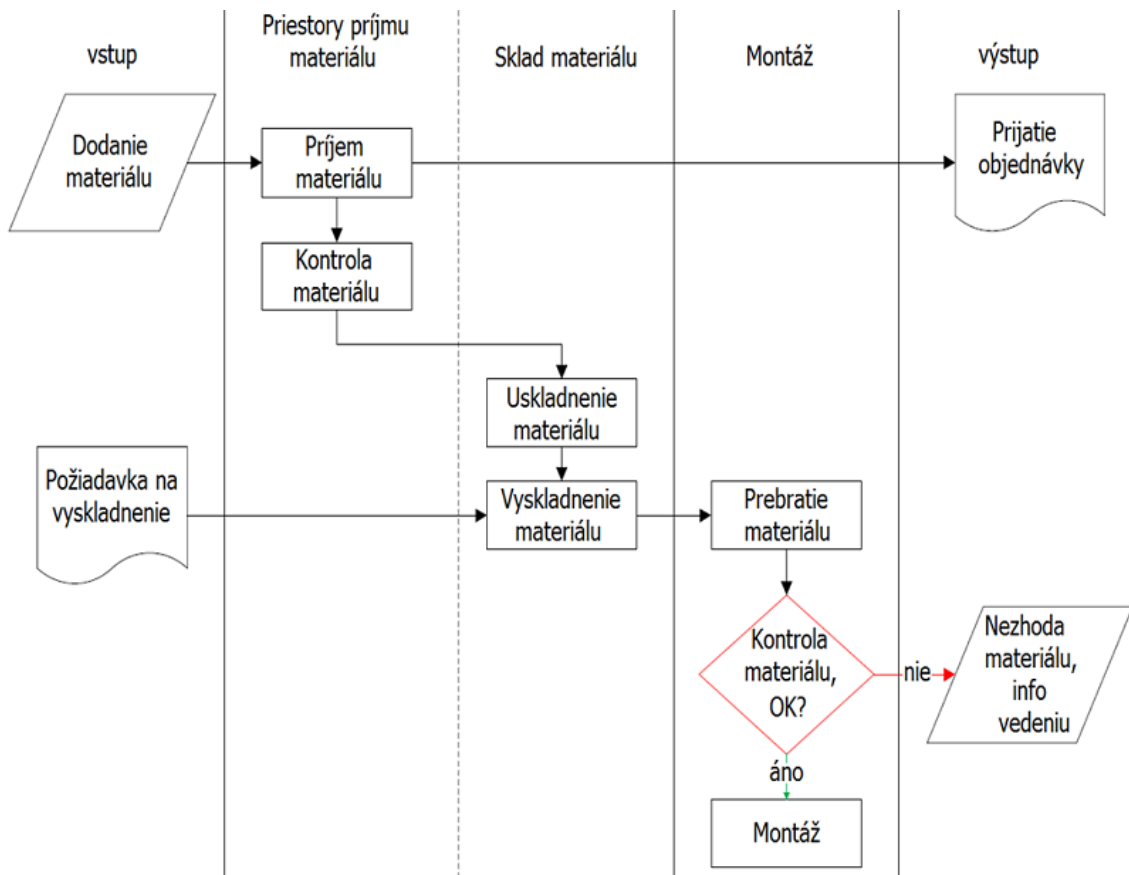 vstup
Priestory príjmu
materiálu
Sklad materiálu
Montáž
výstup
Dodanie
materiálu
Príjem
materiálu
Prijatie
objednávky
Kontrola
materiálu
Uskladnenie
materiálu
Požiadavka na
vyskladnenie
Vyskladnenie
materiálu
Prebratie
materiálu
Kontrola
materiálu,
OK?
nie
Nezhoda
materiálu,
info
vedeniu
áno
Montáž